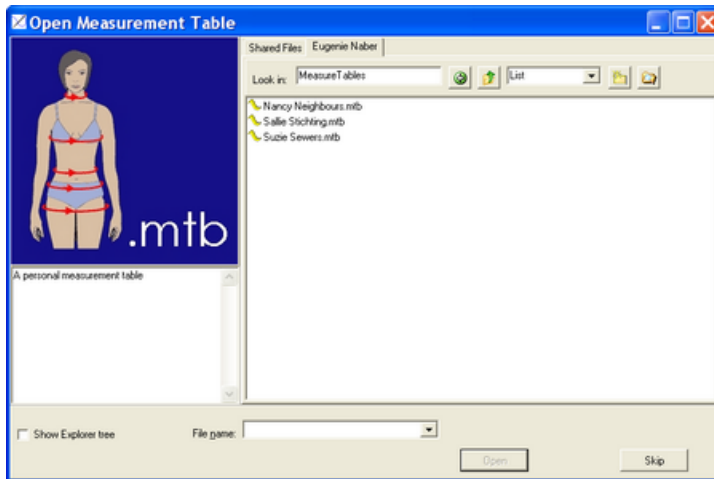 Open Measurement Table
Shared Files Eugenie Naber
Look in: MeasureTables List
Nancy Neighbours.mtb
Sallie Stichting.mtb
Suzie Sewers.mtb
.mtb
A personal measurement table
Show Explorer tree File name:
Open Skip